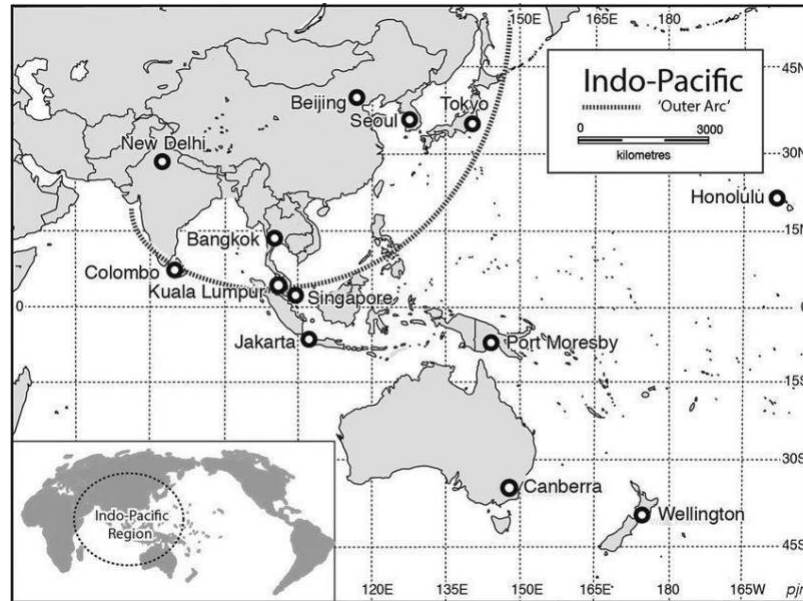 150E
165E
45N
Indo-Pacific
'Outer Arc'
0
3000
kilometres
Beijing
Seoul
Tokyo
New Delhi
30N
Honolulu
15N
Bangkok
Colombo
Kuala Lumpur
Singapore
0
0
Jakarta
Port Moresby
15S
30S
Canberra
Wellington
45S
Indo-Pacific
Region
120E
135E
150E
165E
180
165W
pjr